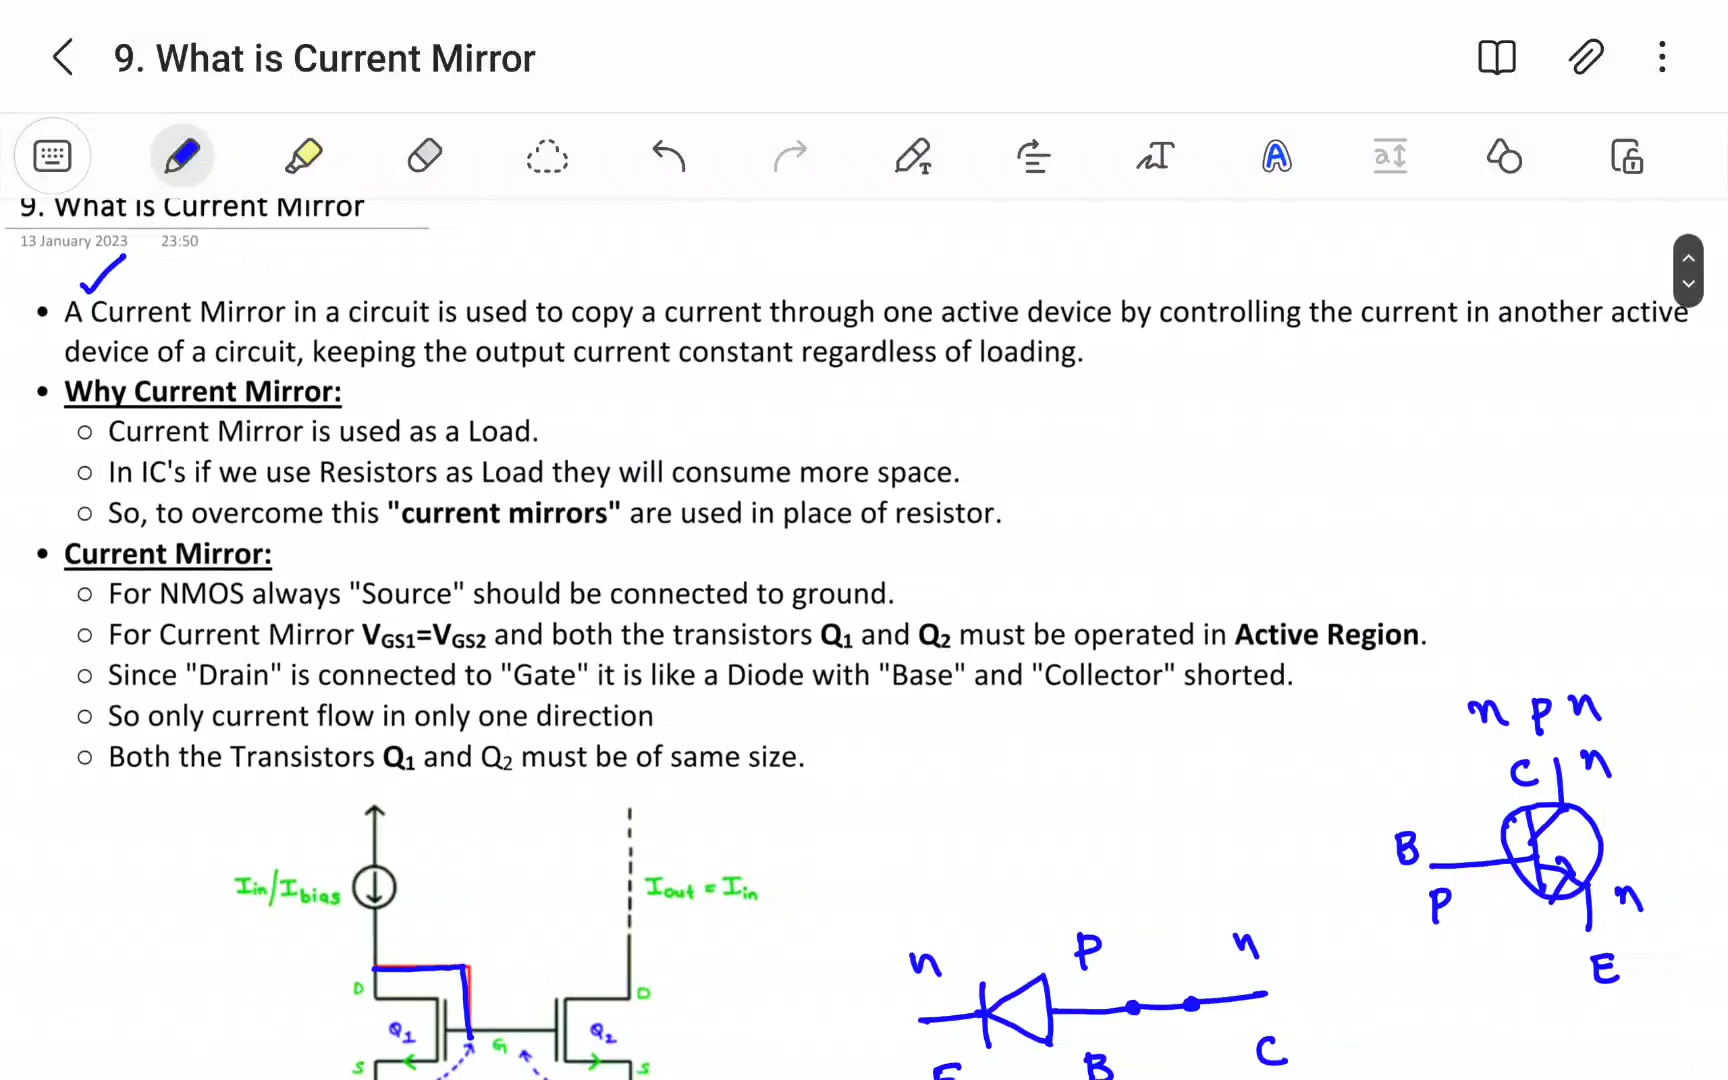 9. What is Current Mirror
9. What is Current Mirror
13 January 2023 23:50
• A Current Mirror in a circuit is used to copy a current through one active device by controlling the current in another active
device of a circuit, keeping the output current constant regardless of loading.
• Why Current Mirror:
○ Current Mirror is used as a Load.
○ In IC's if we use Resistors as Load they will consume more space.
○ So, to overcome this "current mirrors" are used in place of resistor.
• Current Mirror:
○ For NMOS always "Source" should be connected to ground.
○ For Current Mirror VGS1=VGS2 and both the transistors Q1 and Q2 must be operated in Active Region.
○ Since "Drain" is connected to "Gate" it is like a Diode with "Base" and "Collector" shorted.
○ So only current flow in only one direction
○ Both the Transistors Q1 and Q2 must be of same size.
n p n
C n
B
P n
E
Iin/Ibias Iout = Iin
n P n
D D
Q1 G Q2
S S
E B C